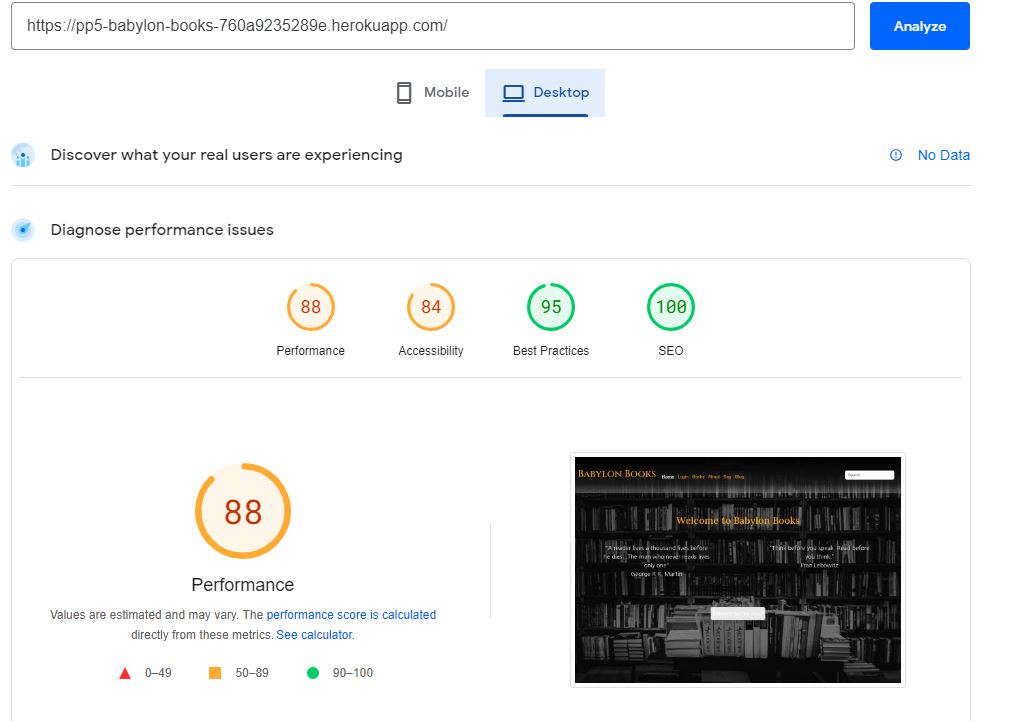 https://pp5-babylon-books-760a9235289e.herokuapp.com/
Analyze
Mobile
Desktop
Discover what your real users are experiencing
No Data
Diagnose performance issues
88
84
95
100
Performance
Accessibility
Best Practices
SEO
88
Performance
Values are estimated and may vary. The performance score is calculated
directly from these metrics. See calculator.
0–49
50–89
90–100
Babylon Books
Home Login Books About Bag Blog
Search
Welcome to Babylon Books
"A reader lives a thousand lives before
he dies...The man who never reads lives
only one"
George R.R. Martin
"Think before you speak. Read before
you think."
Fran Lebowitz